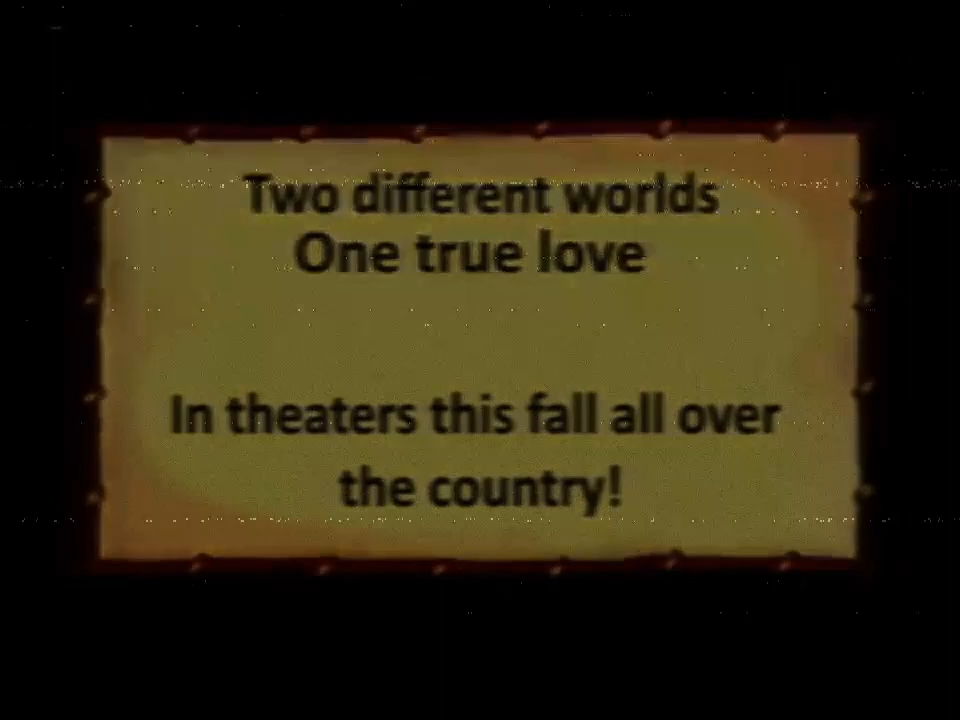 Two different worlds
One true love
In theaters this fall all over
the country!